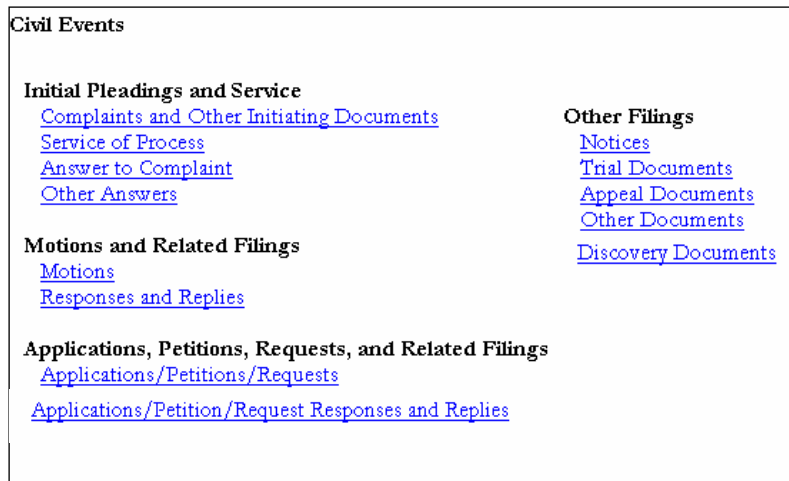 Civil Events
Initial Pleadings and Service
Complaints and Other Initiating Documents
Service of Process
Answer to Complaint
Other Answers
Motions and Related Filings
Motions
Responses and Replies
Applications, Petitions, Requests, and Related Filings
Applications/Petitions/Requests
Applications/Petition/Request Responses and Replies
Other Filings
Notices
Trial Documents
Appeal Documents
Other Documents
Discovery Documents